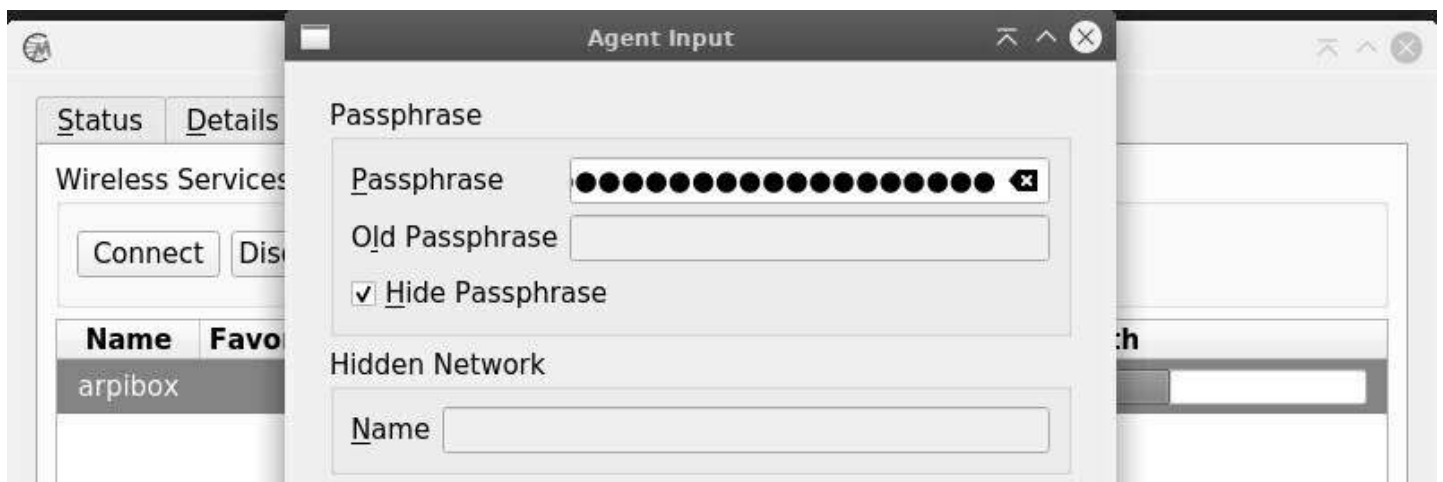 Agent Input
Status Details
Passphrase
Wireless Services
Passphrase
Old Passphrase
Connect
Hide Passphrase
Name
arpibox
Hidden Network
Name